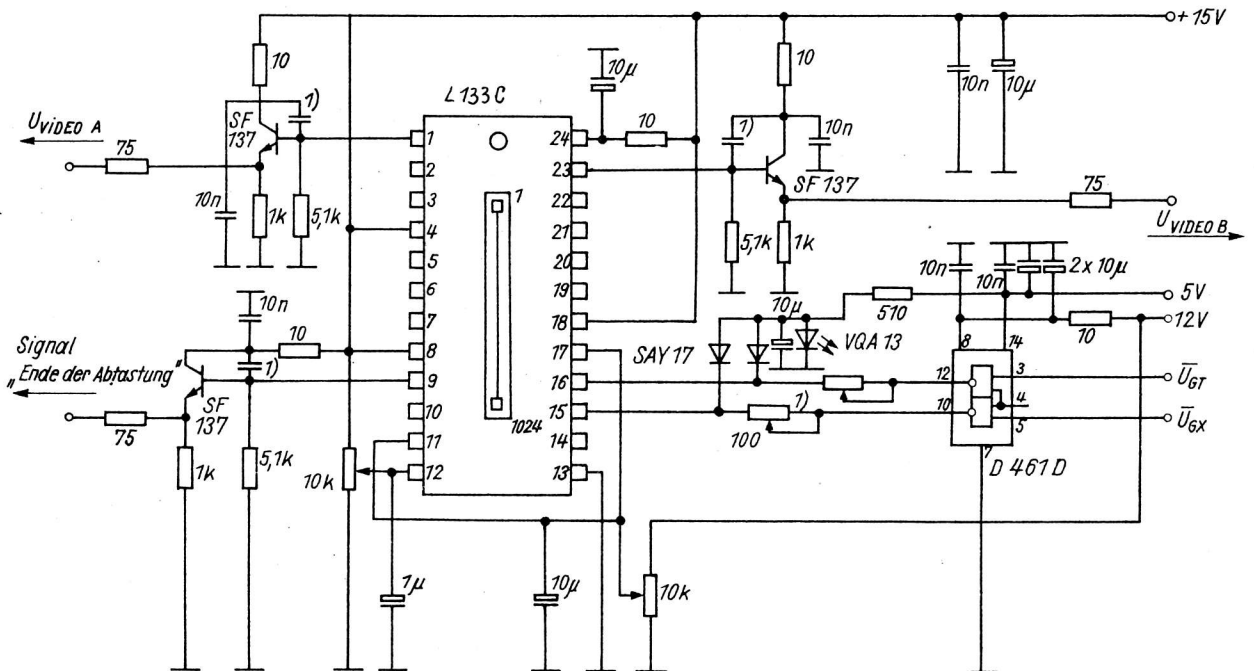 + 15V
10
10µ
10
10n
10µ
L 133 C
U VIDEO A
SF
137
1)
75
10n
1k
5,1k
1
2
3
4
5
6
7
8
9
10
11
12
24
23
22
21
20
19
18
17
16
15
14
13
1
1024
10
1)
10n
SF 137
5,1k
1k
75
U VIDEO B
10n
10n
2 x 10µ
5V
12V
10
510
10µ
SAY 17
VQA 13
8
14
12
10
3
4
5
7
D 461 D
U̅GT
U̅GX
1)
100
10n
10
1)
Signal
„Ende der Abtastung"
SF
137
75
1k
5,1k
10k
1µ
10µ
10k